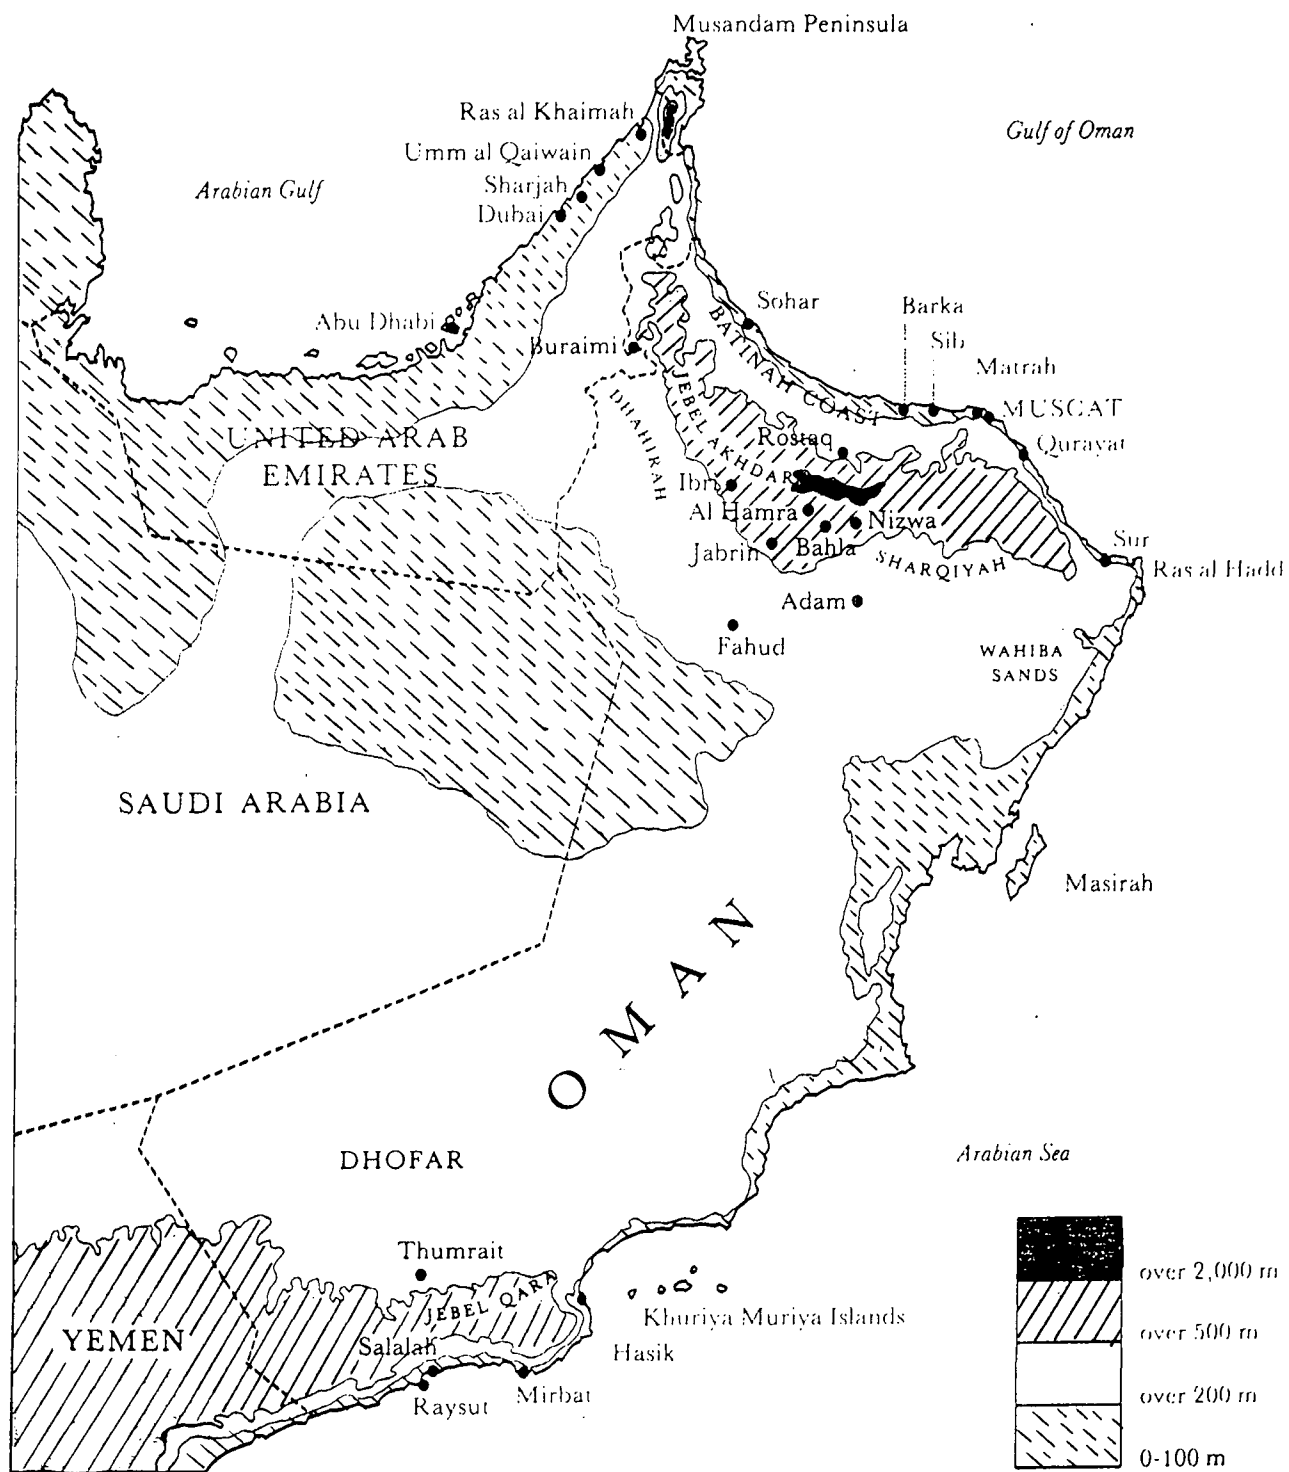 Musandam Peninsula
Ras al Khaimah
Gulf of Oman
Umm al Qaiwain
Arabian Gulf
Sharjah
Dubai
Sohar
Barka
Abu Dhabi
Sib
Buraimi
Matrah
BATINAH COAST
MUSCAT
DHAHIRAH
JEBEL AKHDAR
UNITED ARAB
EMIRATES
Rostaq
Qurayat
Ibri
Al Hamra
Nizwa
Jabrin
Bahla
SHARQIYAH
Sur
Ras al Hadd
Adam
Fahud
WAHIBA
SANDS
SAUDI ARABIA
Masirah
OMAN
DHOFAR
Arabian Sea
Thumrait
JEBEL QARA
Khuriya Muriya Islands
YEMEN
Salalah
Hasik
Raysut
Mirbat
over 2,000 m
over 500 m
over 200 m
0-100 m